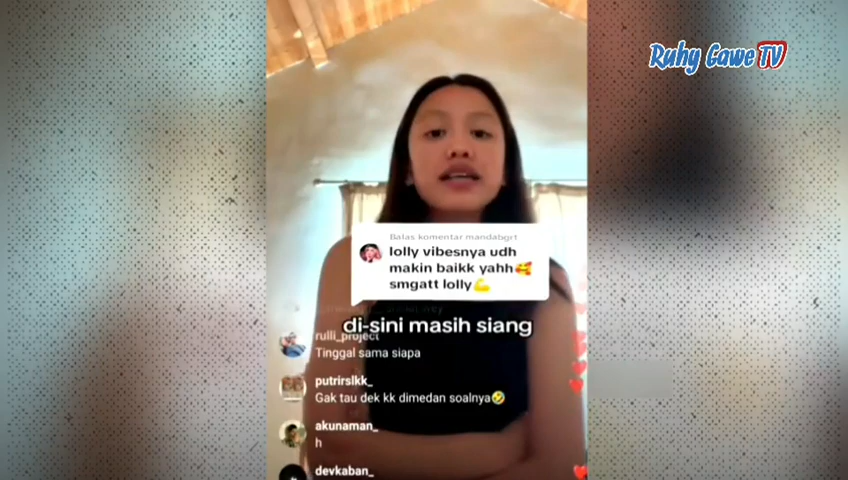 Ruhy Gawe TV
Balas komentar mandabgrt
lolly vibesnya udh
makin baikk yahh🥰
smgatt lolly💪
di-sini masih siang
rulli_project
Tinggal sama siapa
putrirslkk_
Gak tau dek kk dimedan soalnya🤣
akunaman_
h
devkaban_